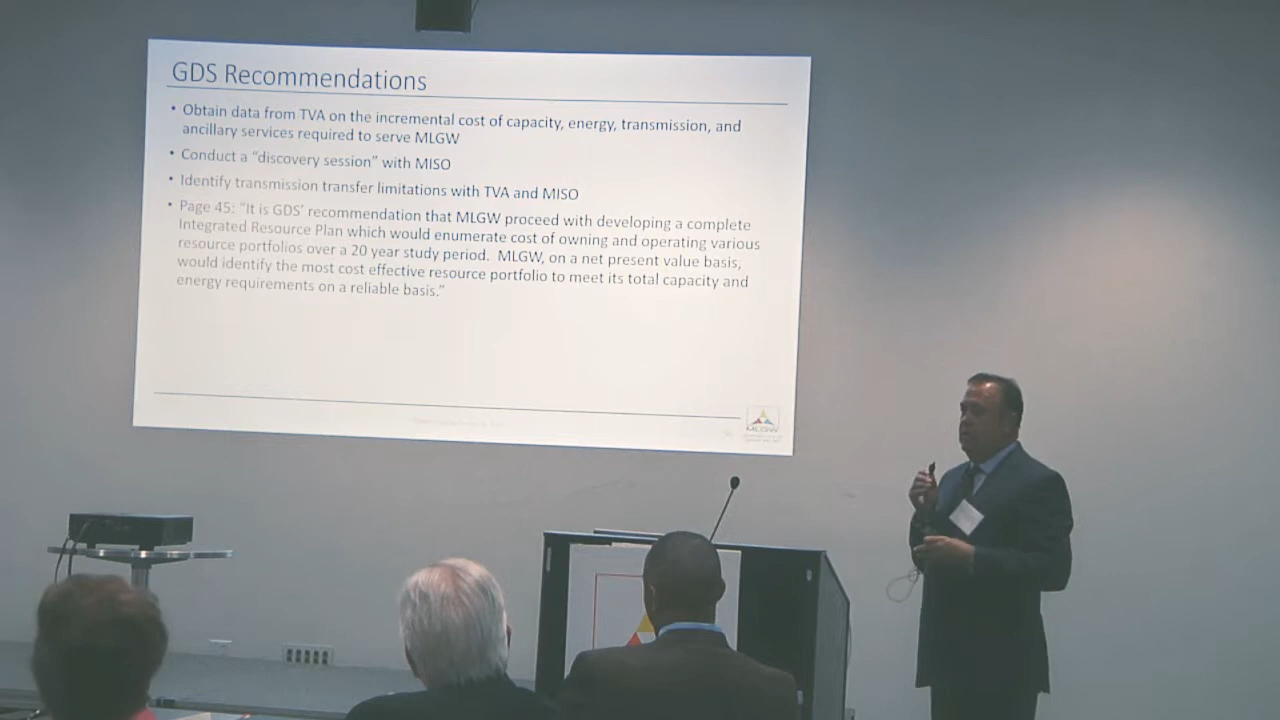 GDS Recommendations
• Obtain data from TVA on the incremental cost of capacity, energy, transmission, and
ancillary services required to serve MLGW
• Conduct a “discovery session” with MISO
• Identify transmission transfer limitations with TVA and MISO
• Page 45: “It is GDS’ recommendation that MLGW proceed with developing a complete
Integrated Resource Plan which would enumerate cost of owning and operating various
resource portfolios over a 20 year study period.  MLGW, on a net present value basis,
would identify the most cost effective resource portfolio to meet its total capacity and
energy requirements on a reliable basis.”
MLGW